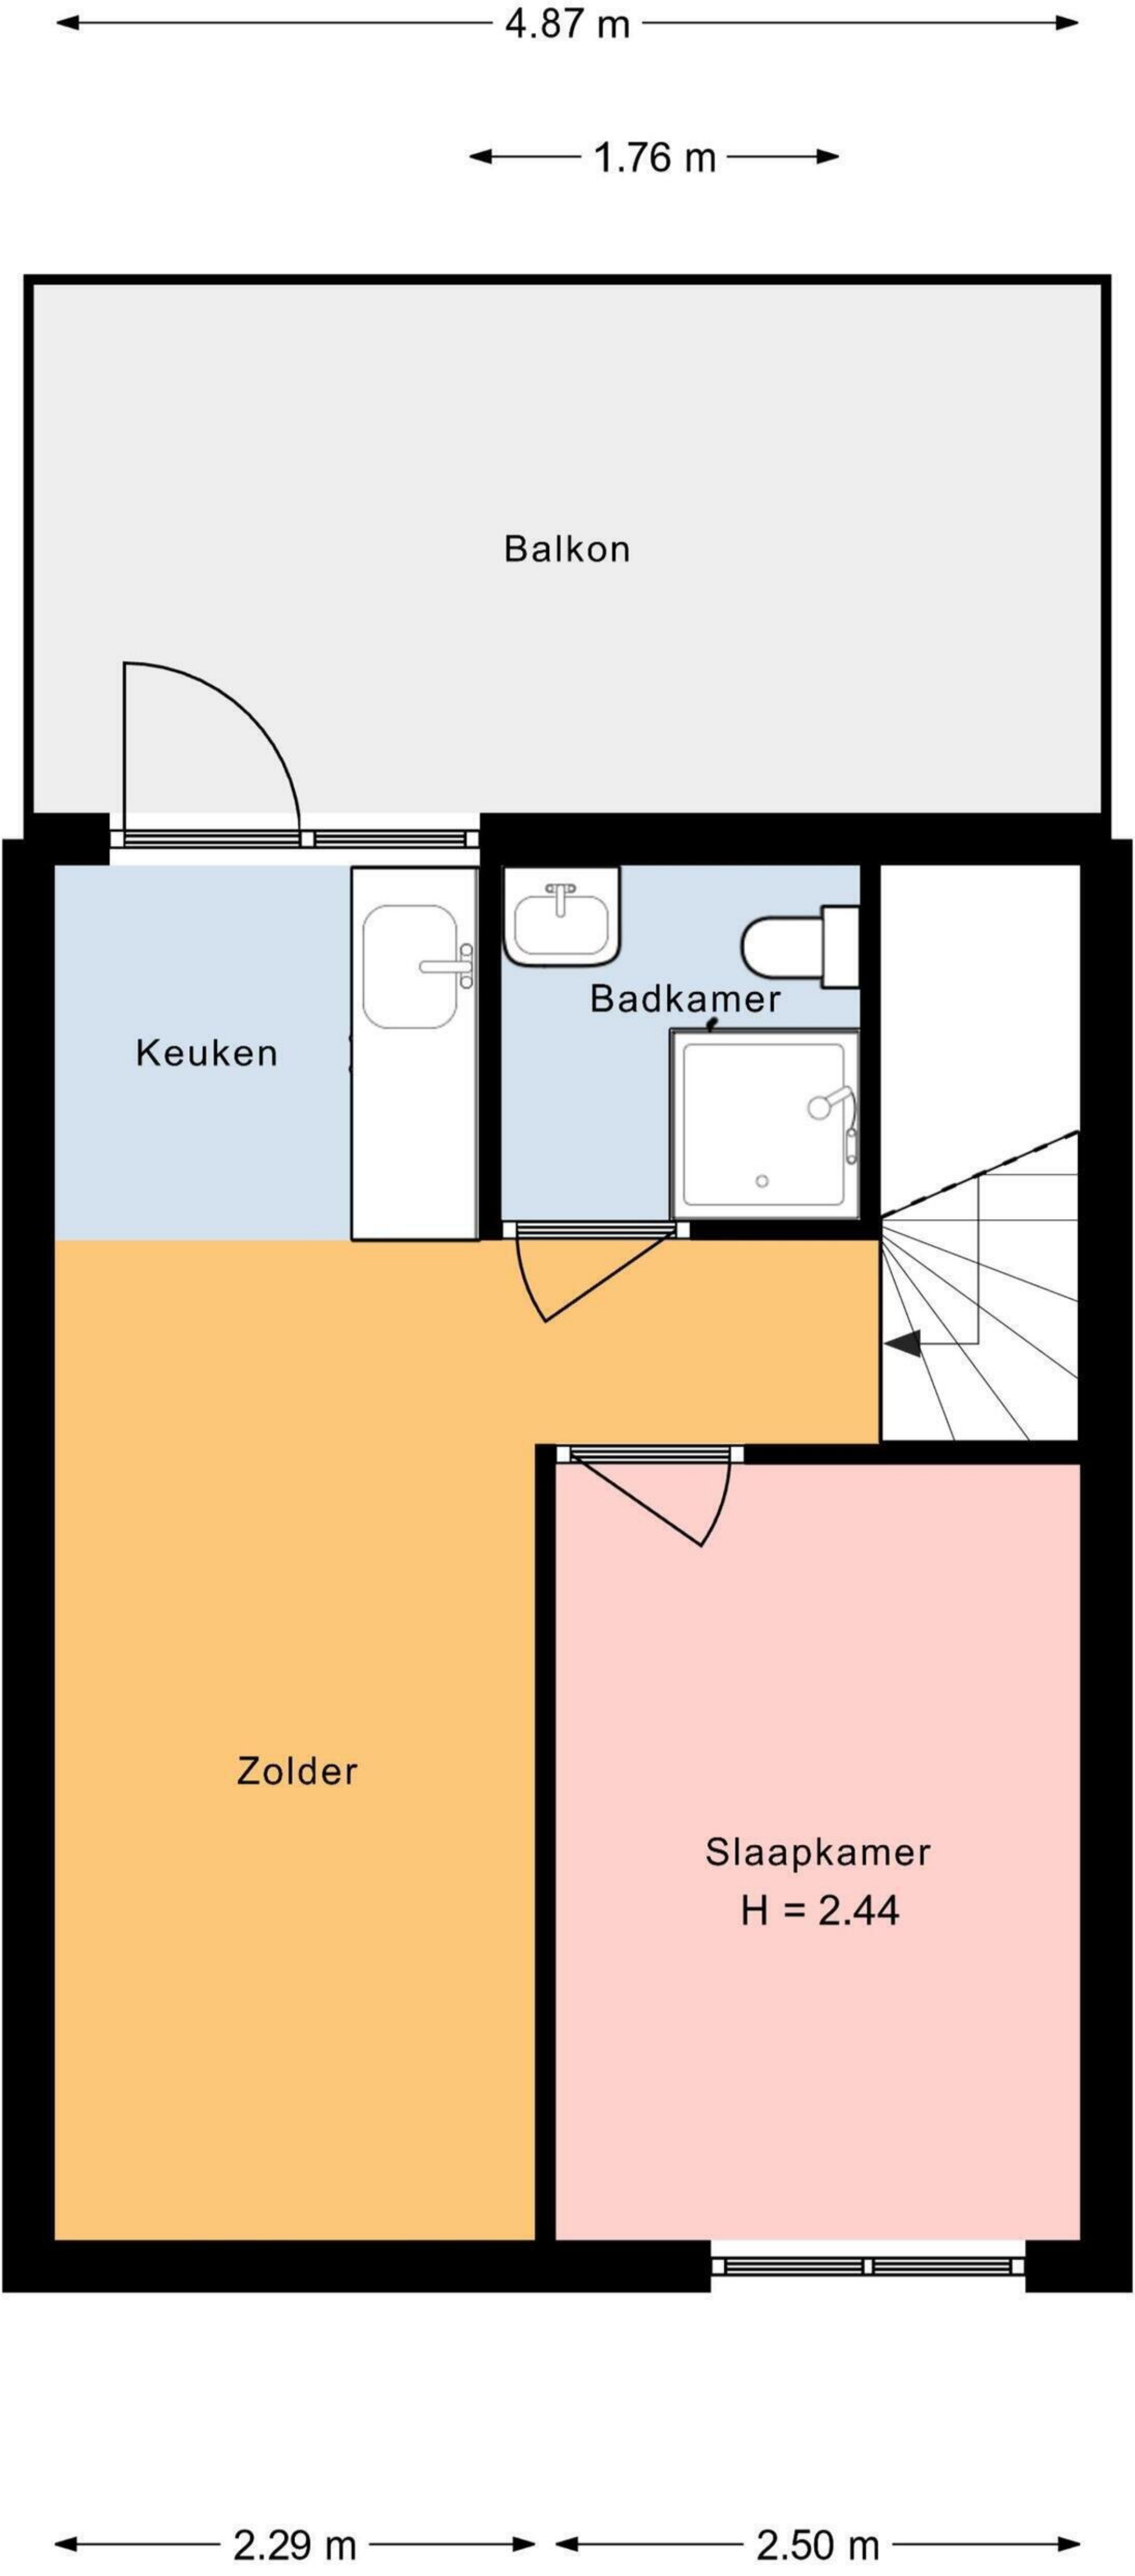 4.87 m
1.76 m
Balkon
Badkamer
Keuken
Zolder
Slaapkamer
H = 2.44
2.29 m
2.50 m